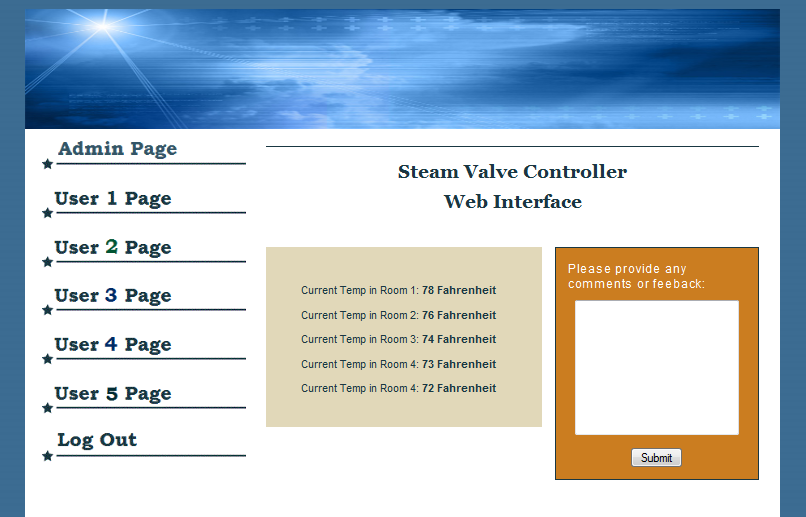 Admin Page
User 1 Page
User 2 Page
User 3 Page
User 4 Page
User 5 Page
Log Out
Steam Valve Controller
Web Interface
Current Temp in Room 1: 78 Fahrenheit
Current Temp in Room 2: 76 Fahrenheit
Current Temp in Room 3: 74 Fahrenheit
Current Temp in Room 4: 73 Fahrenheit
Current Temp in Room 4: 72 Fahrenheit
Please provide any
comments or feeback:
Submit